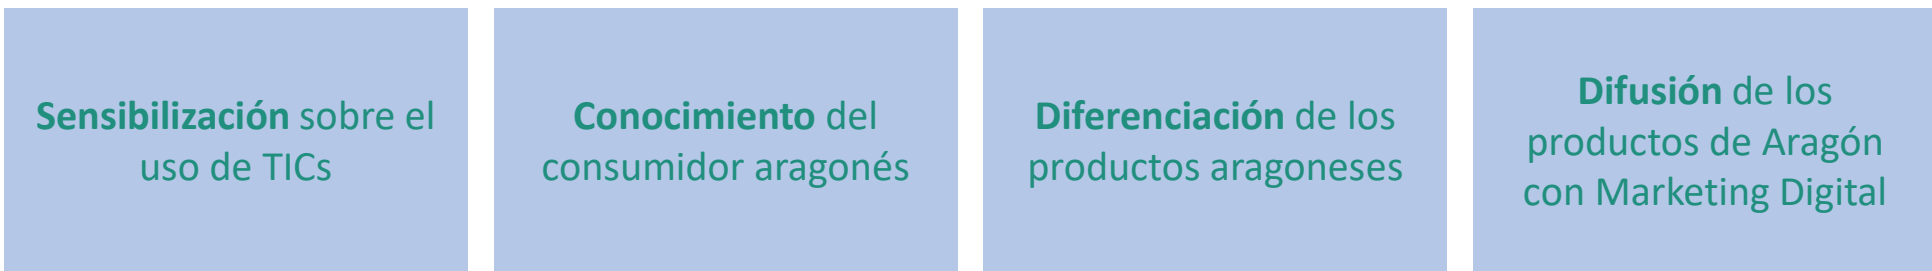 Sensibilización sobre el
uso de TICs
Conocimiento del
consumidor aragonés
Diferenciación de los
productos aragoneses
Difusión de los
productos de Aragón
con Marketing Digital